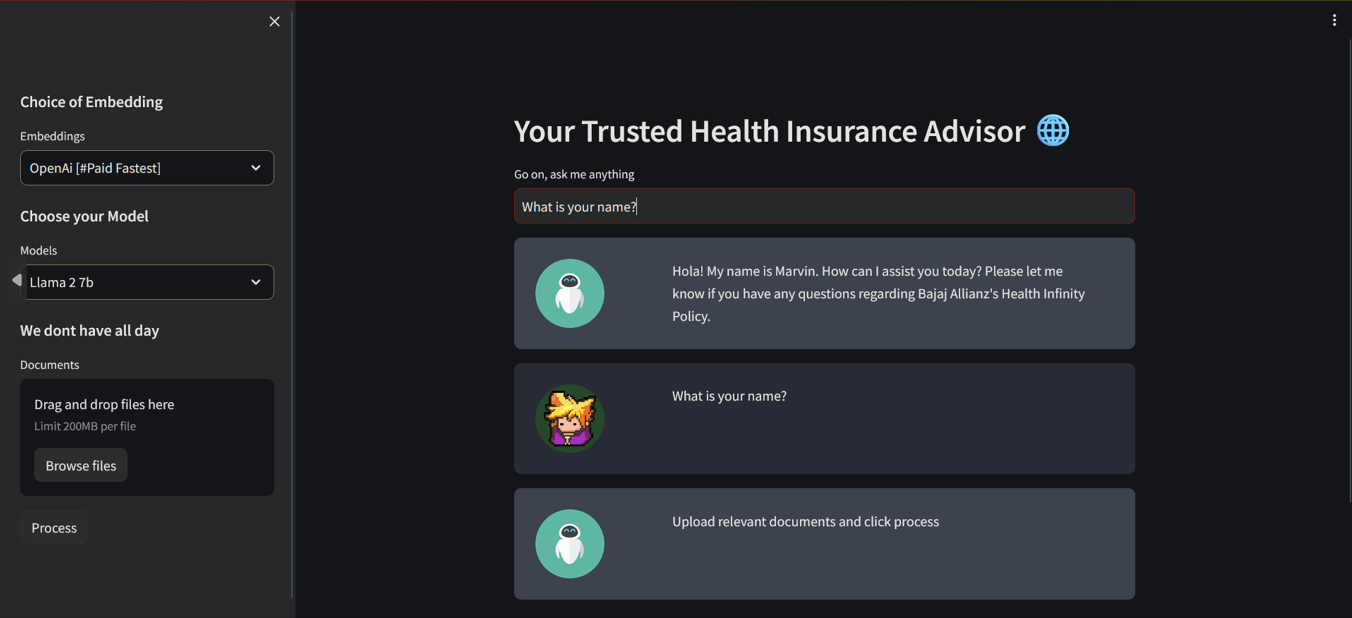 Choice of Embedding
Embeddings
OpenAi [#Paid Fastest]
Choose your Model
Models
Llama 2 7b
We dont have all day
Documents
Drag and drop files here
Limit 200MB per file
Browse files
Process
Your Trusted Health Insurance Advisor
Go on, ask me anything
What is your name?
Hola! My name is Marvin. How can I assist you today? Please let me
know if you have any questions regarding Bajaj Allianz's Health Infinity
Policy.
What is your name?
Upload relevant documents and click process